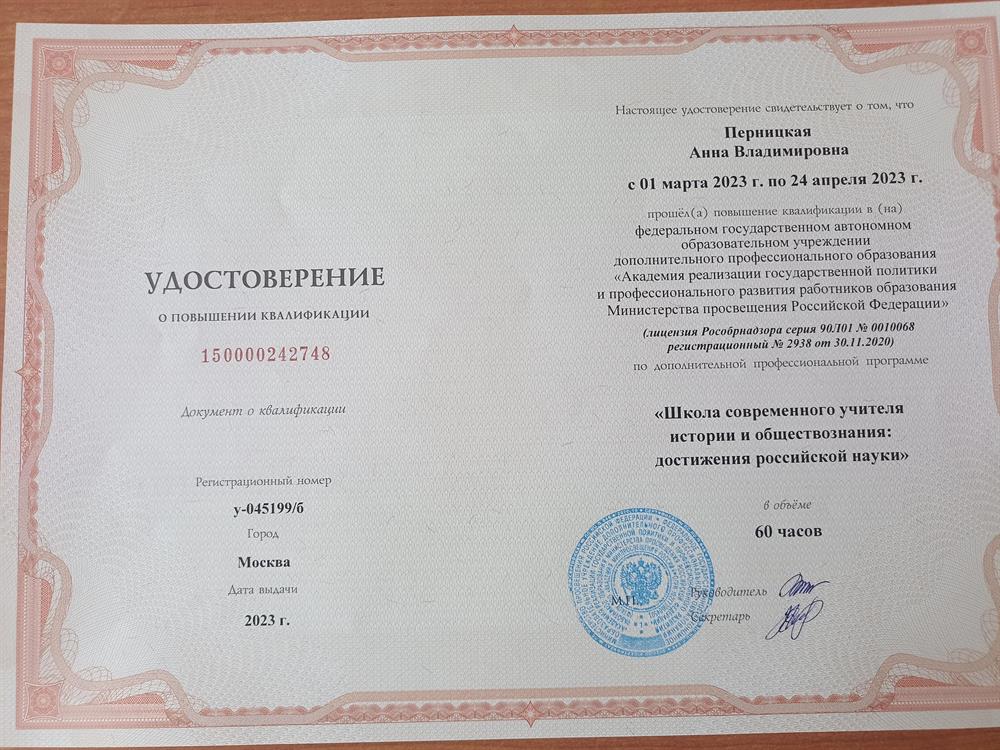 УДОСТОВЕРЕНИЕ
О ПОВЫШЕНИИ КВАЛИФИКАЦИИ
150000242748
Документ о квалификации
Регистрационный номер
у-045199/б
Город
Москва
Дата выдачи
2023 г.
Настоящее удостоверение свидетельствует о том, что
Перницкая
Анна Владимировна
с 01 марта 2023 г. по 24 апреля 2023 г.
прошёл(а) повышение квалификации в (на)
федеральном государственном автономном
образовательном учреждении
дополнительного профессионального образования
«Академия реализации государственной политики
и профессионального развития работников образования
Министерства просвещения Российской Федерации»
(лицензия Рособрнадзора серия 90Л01 № 0010068
регистрационный № 2938 от 30.11.2020)
по дополнительной профессиональной программе
«Школа современного учителя
истории и обществознания:
достижения российской науки»
в объёме
60 часов
М.П.
Руководитель
Секретарь